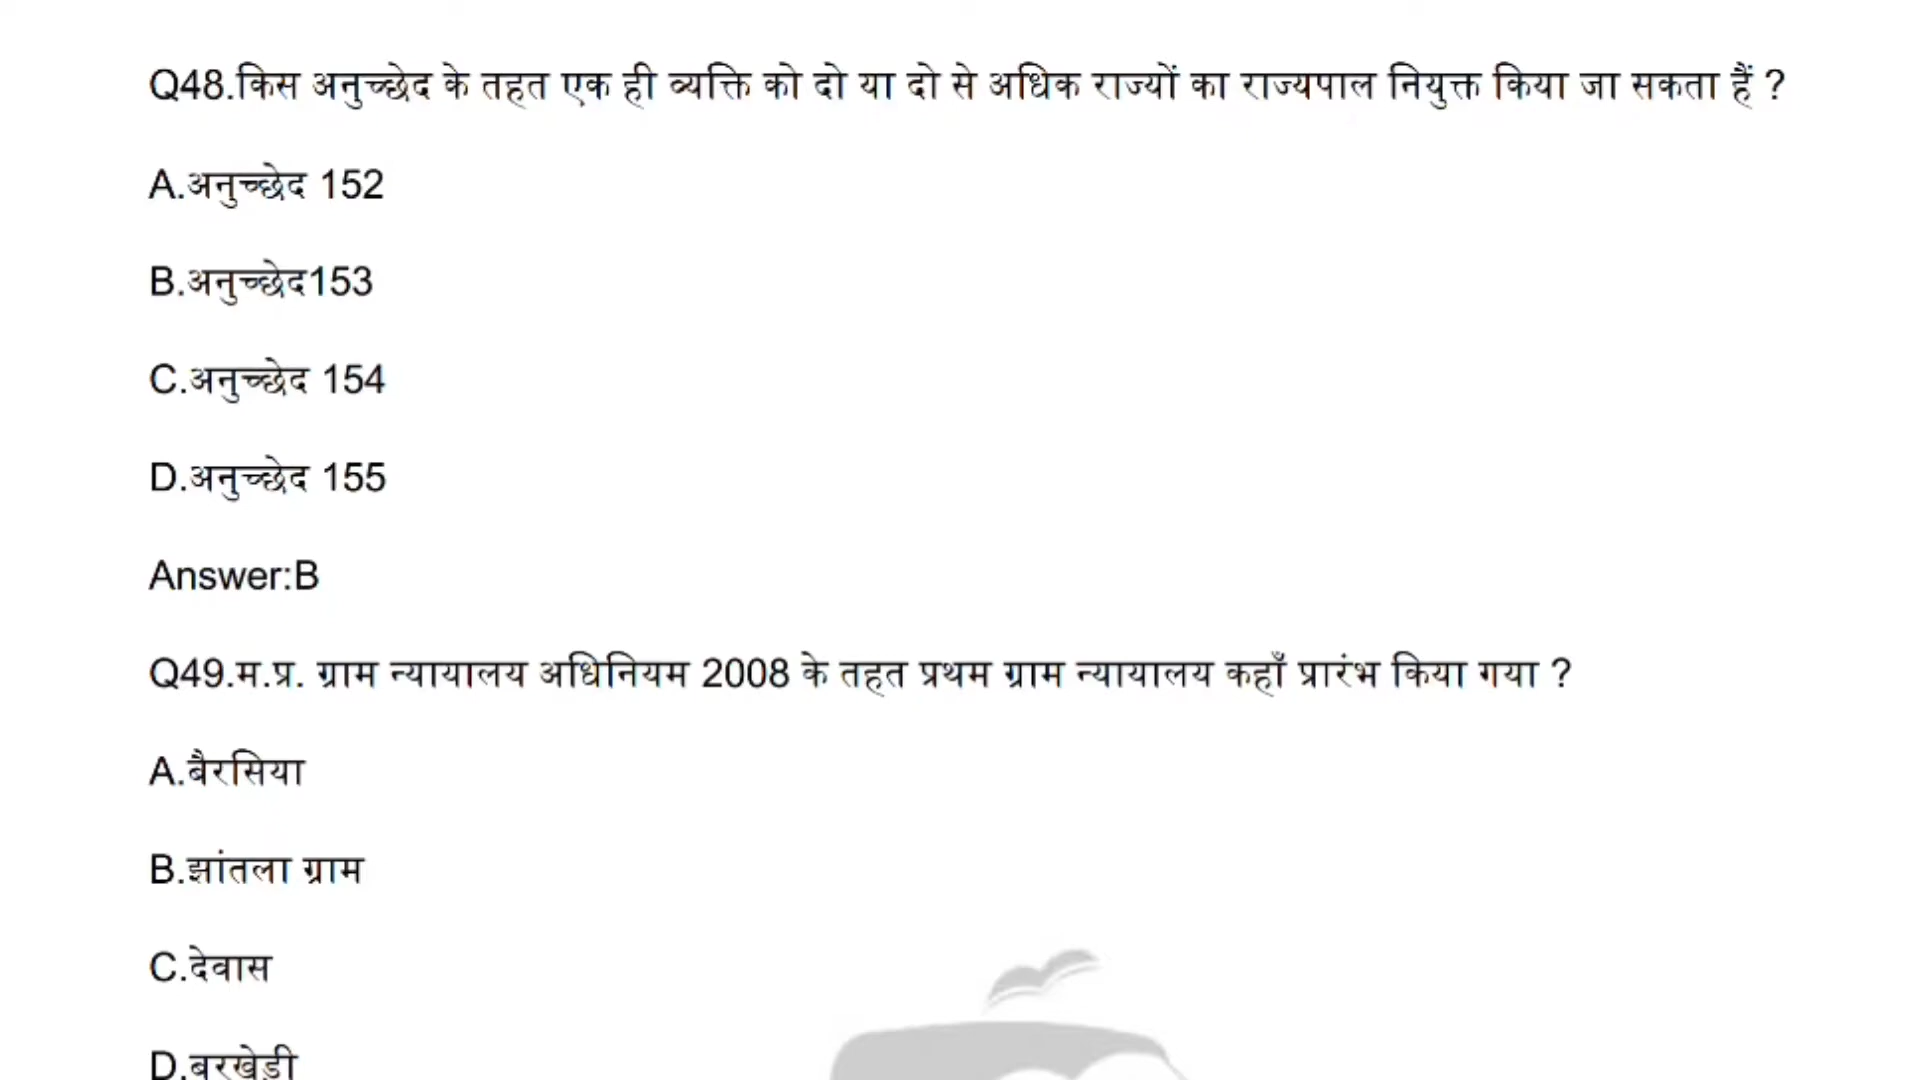 Q48.किस अनुच्छेद के तहत एक ही व्यक्ति को दो या दो से अधिक राज्यों का राज्यपाल नियुक्त किया जा सकता हैं ?
A.अनुच्छेद 152
B.अनुच्छेद153
C.अनुच्छेद 154
D.अनुच्छेद 155
Answer:B
Q49.म.प्र. ग्राम न्यायालय अधिनियम 2008 के तहत प्रथम ग्राम न्यायालय कहाँ प्रारंभ किया गया ?
A.बैरसिया
B.झांतला ग्राम
C.देवास
D.बरखेड़ी